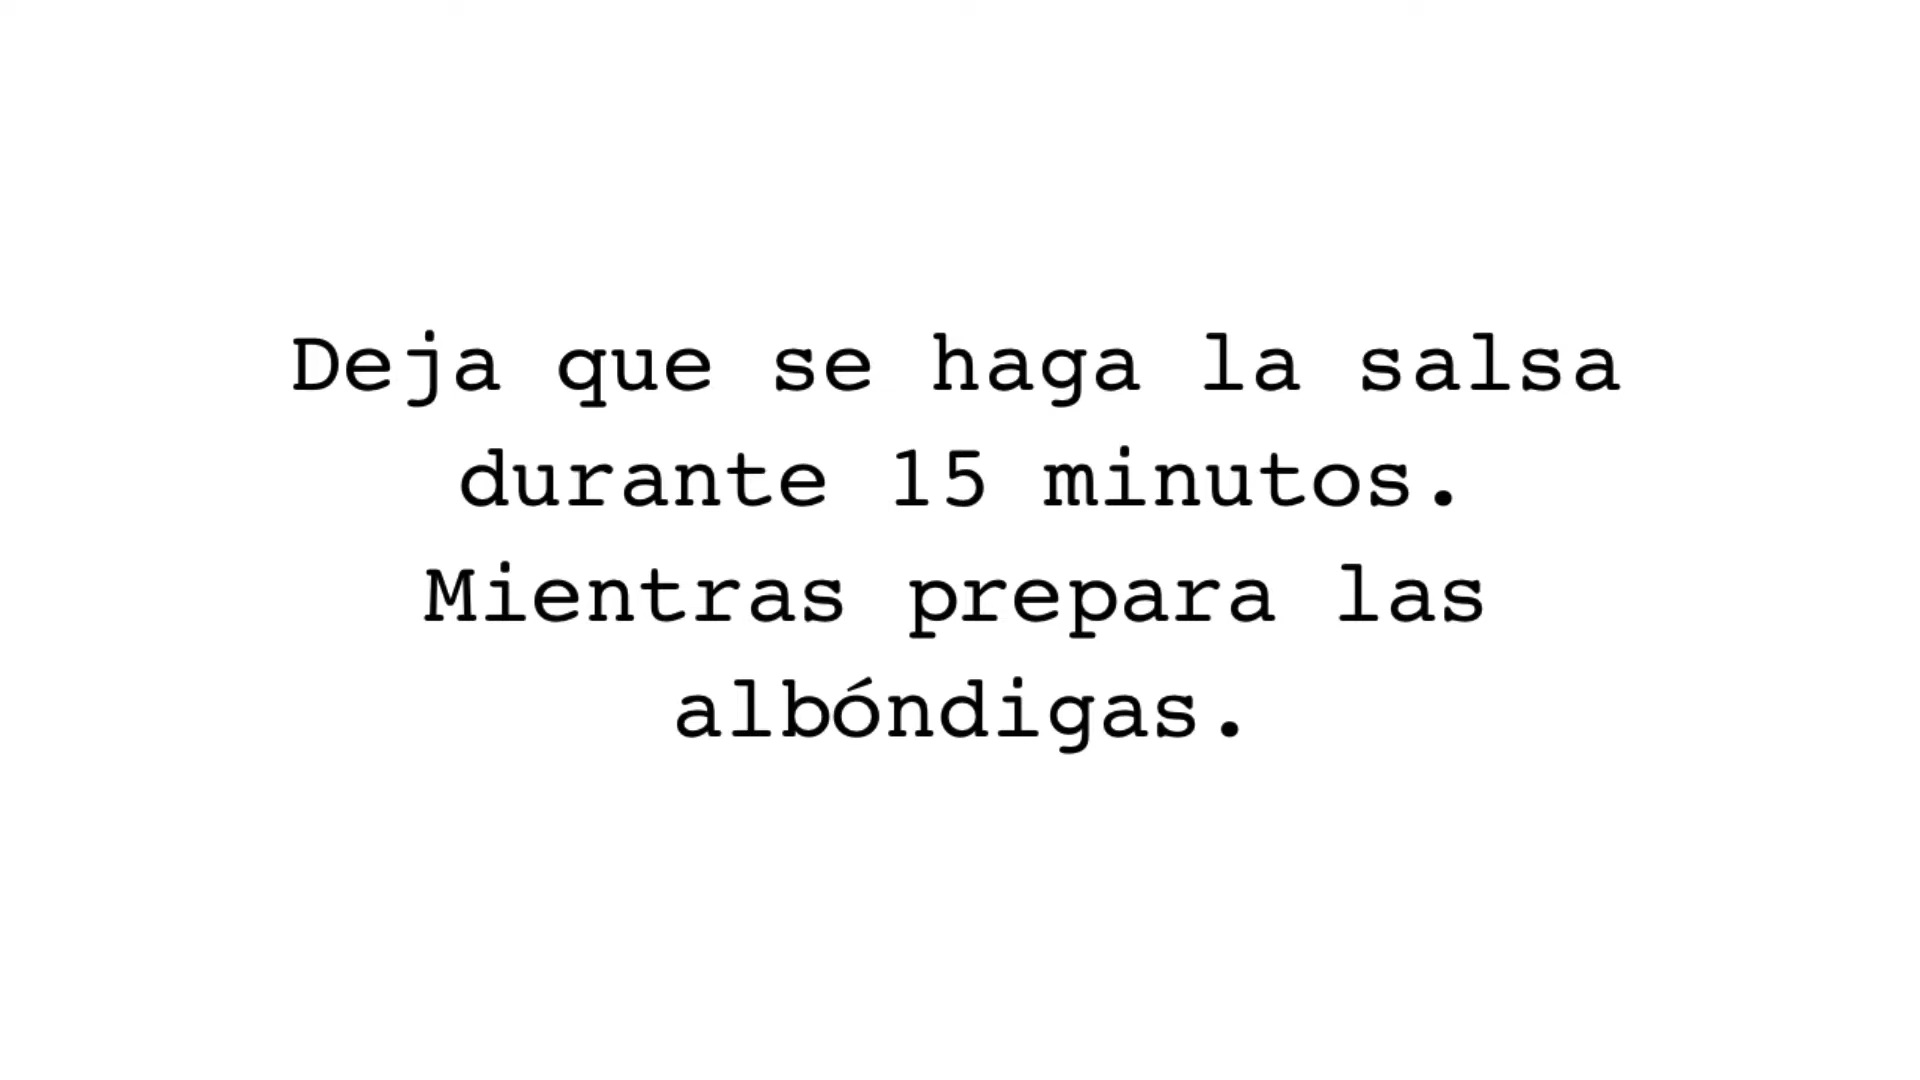 Deja que se haga la salsa
durante 15 minutos.
Mientras prepara las
albóndigas.